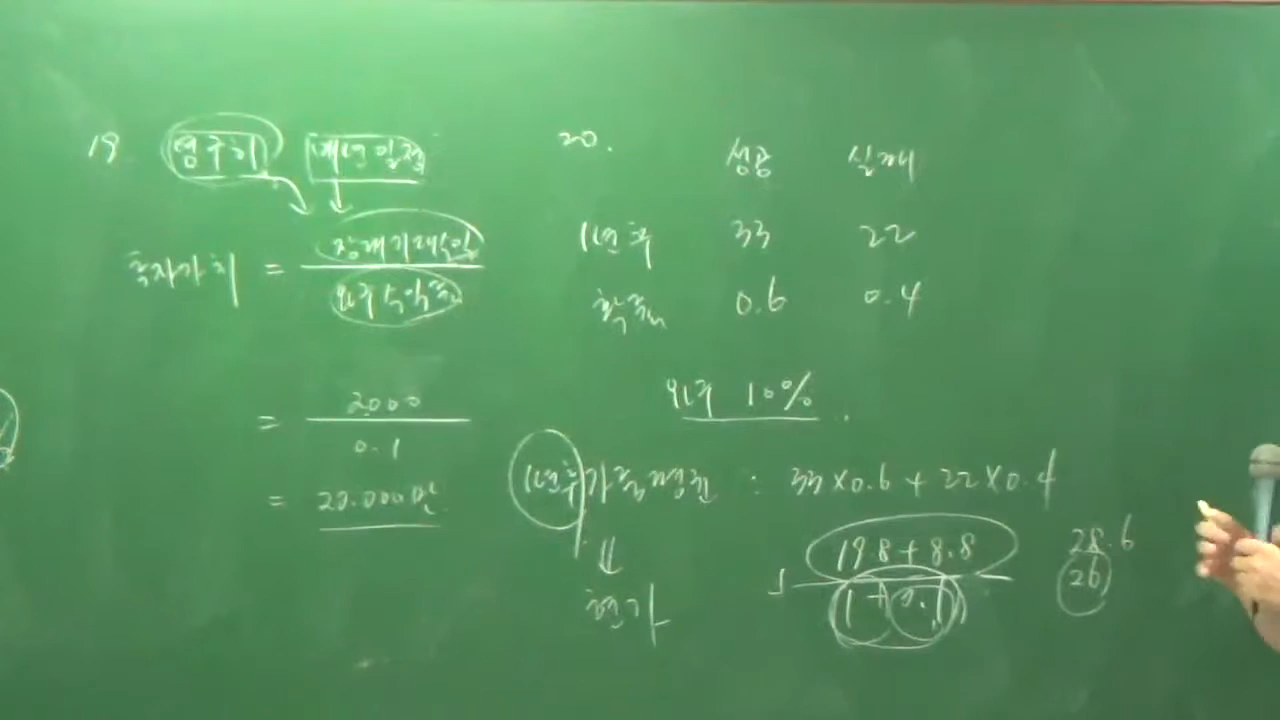 19. 영구히 매년일정
투자가치 = 장래기대수익
요구수익률
= 2000
0.1
= 20.000만
20.
성공 실패
1년후 33 22
확률 0.6 0.4
요구 10%
1년후 가중평균 : 33×0.6 + 22×0.4
⇓ 19.8+8.8 28.6
현가 1+0.1 26